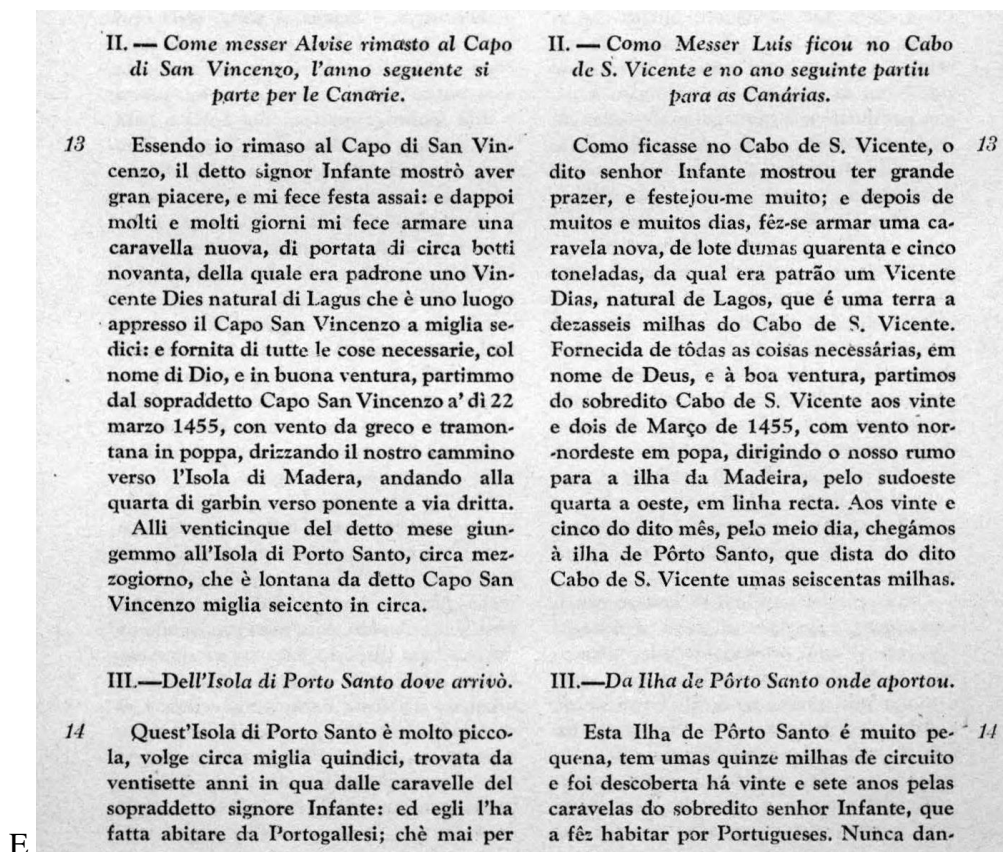 II. — Come messer Alvise rimasto al Capo
di San Vincenzo, l'anno seguente si
parte per le Canarie.
13 Essendo io rimaso al Capo di San Vin-
cenzo, il detto signor Infante mostrò aver
gran piacere, e mi fece festa assai: e dappoi
molti e molti giorni mi fece armare una
caravella nuova, di portata di circa botti
novanta, della quale era padrone uno Vin-
cente Dies natural di Lagus che è uno luogo
appresso il Capo San Vincenzo a miglia se-
dici: e fornita di tutte le cose necessarie, col
nome di Dio, e in buona ventura, partimmo
dal sopraddetto Capo San Vincenzo a' dì 22
marzo 1455, con vento da greco e tramon-
tana in poppa, drizzando il nostro cammino
verso l'Isola di Madera, andando alla
quarta di garbin verso ponente a via dritta.
Alli venticinque del detto mese giun-
gemmo all'Isola di Porto Santo, circa mez-
zogiorno, che è lontana da detto Capo San
Vincenzo miglia seicento in circa.
III.—Dell'Isola di Porto Santo dove arrivò.
14 Quest'Isola di Porto Santo è molto picco-
la, volge circa miglia quindici, trovata da
ventisette anni in qua dalle caravelle del
sopraddetto signore Infante: ed egli l'ha
fatta abitare da Portogallesi; chè mai per
II. — Como Messer Luís ficou no Cabo
de S. Vicente e no ano seguinte partiu
para as Canárias.
Como ficasse no Cabo de S. Vicente, o 13
dito senhor Infante mostrou ter grande
prazer, e festejou-me muito; e depois de
muitos e muitos dias, fêz-se armar uma ca-
ravela nova, de lote dumas quarenta e cinco
toneladas, da qual era patrão um Vicente
Dias, natural de Lagos, que é uma terra a
dezasseis milhas do Cabo de S. Vicente.
Fornecida de tôdas as coisas necessárias, em
nome de Deus, e à boa ventura, partimos
do sobredito Cabo de S. Vicente aos vinte
e dois de Março de 1455, com vento nor-
-nordeste em popa, dirigindo o nosso rumo
para a ilha da Madeira, pelo sudoeste
quarta a oeste, em linha recta. Aos vinte e
cinco do dito mês, pelo meio dia, chegámos
à ilha de Pôrto Santo, que dista do dito
Cabo de S. Vicente umas seiscentas milhas.
III.—Da Ilha de Pôrto Santo onde aportou.
Esta Ilha de Pôrto Santo é muito pe- 14
quena, tem umas quinze milhas de circuito
e foi descoberta há vinte e sete anos pelas
caravelas do sobredito senhor Infante, que
a fêz habitar por Portugueses. Nunca dan-
E